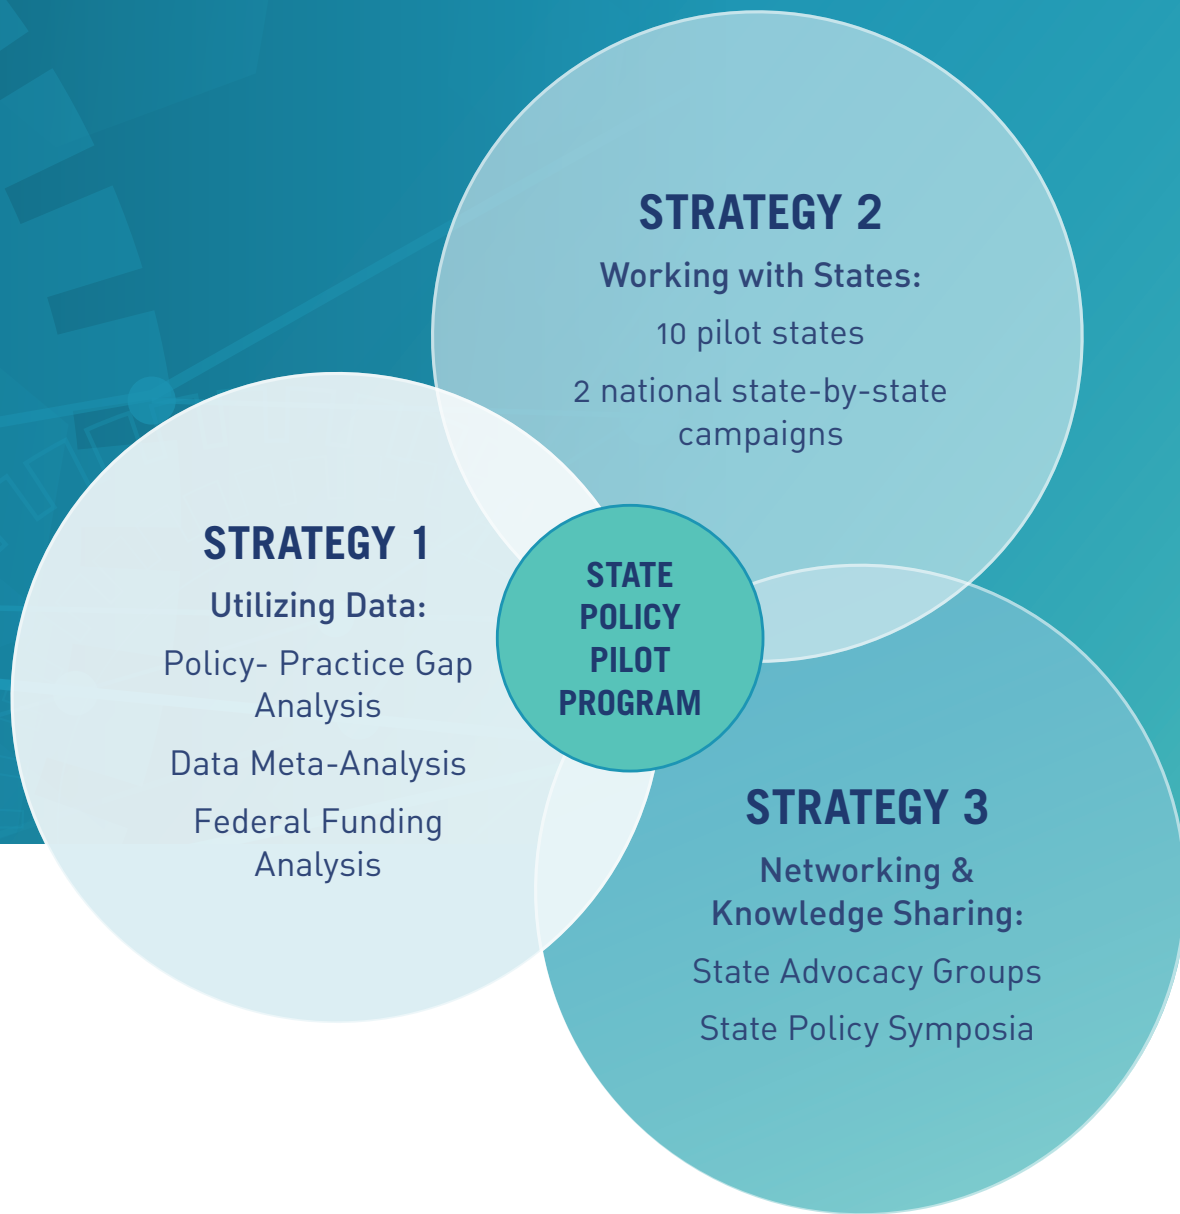 STRATEGY 2
Working with States:
10 pilot states
2 national state-by-state
campaigns
STRATEGY 1
Utilizing Data:
Policy- Practice Gap
Analysis
Data Meta-Analysis
Federal Funding
Analysis
STATE
POLICY
PILOT
PROGRAM
STRATEGY 3
Networking &
Knowledge Sharing:
State Advocacy Groups
State Policy Symposia